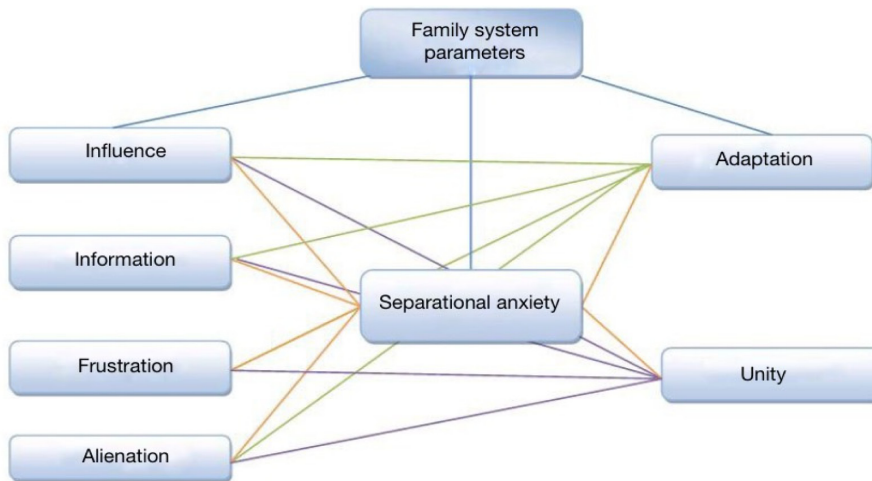 Family system
parameters
Influence
Adaptation
Information
Separational anxiety
Frustration
Unity
Alienation